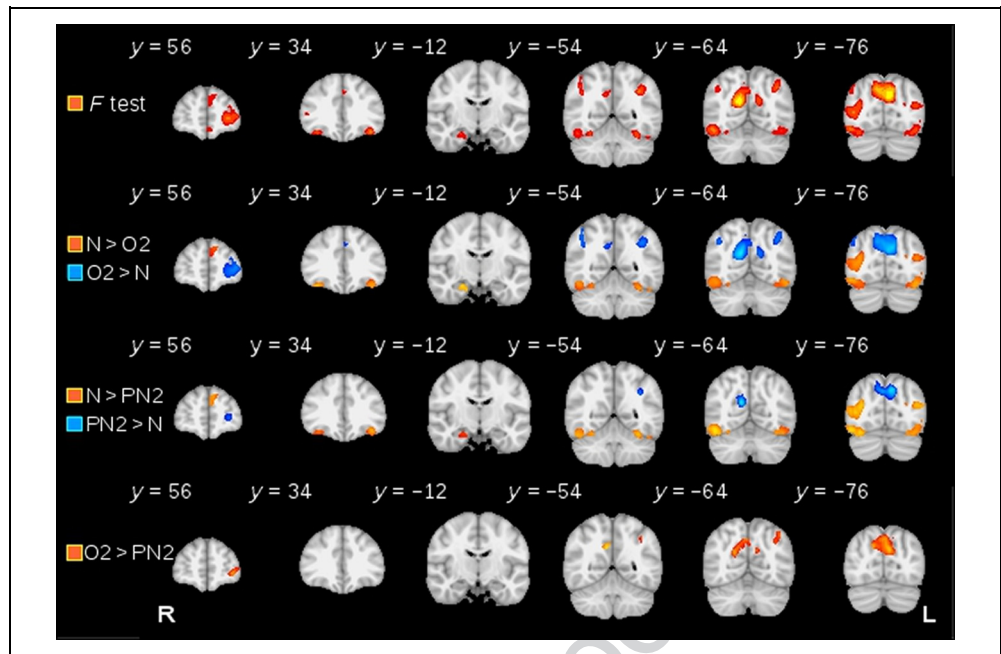 y = 56 y = 34 y = −12 y = −54 y = −64 y = −76
F test
y = 56 y = 34 y = −12 y = −54 y = −64 y = −76
N > O2
O2 > N
y = 56 y = 34 y = −12 y = −54 y = −64 y = −76
N > PN2
PN2 > N
y = 56 y = 34 y = −12 y = −54 y = −64 y = −76
O2 > PN2
R L